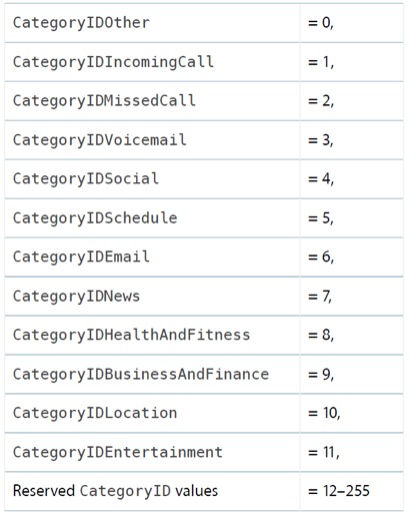 CategoryIDOther = 0,
CategoryIDIncomingCall = 1,
CategoryIDMissedCall = 2,
CategoryIDVoicemail = 3,
CategoryIDSocial = 4,
CategoryIDSchedule = 5,
CategoryIDEmail = 6,
CategoryIDNews = 7,
CategoryIDHealthAndFitness = 8,
CategoryIDBusinessAndFinance = 9,
CategoryIDLocation = 10,
CategoryIDEntertainment = 11,
Reserved CategoryID values = 12–255